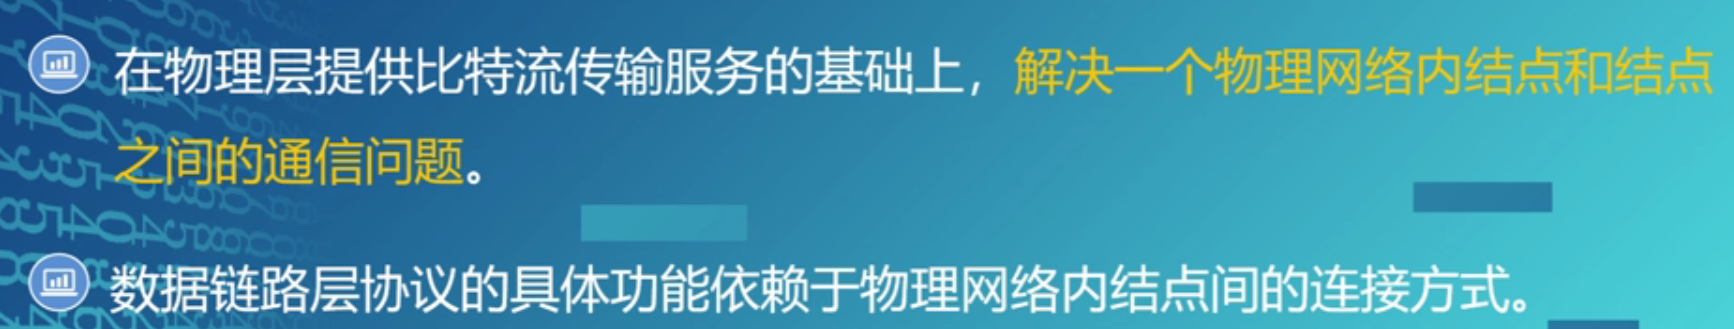 在物理层提供比特流传输服务的基础上，解决一个物理网络内结点和结点
之间的通信问题。
数据链路层协议的具体功能依赖于物理网络内结点间的连接方式。